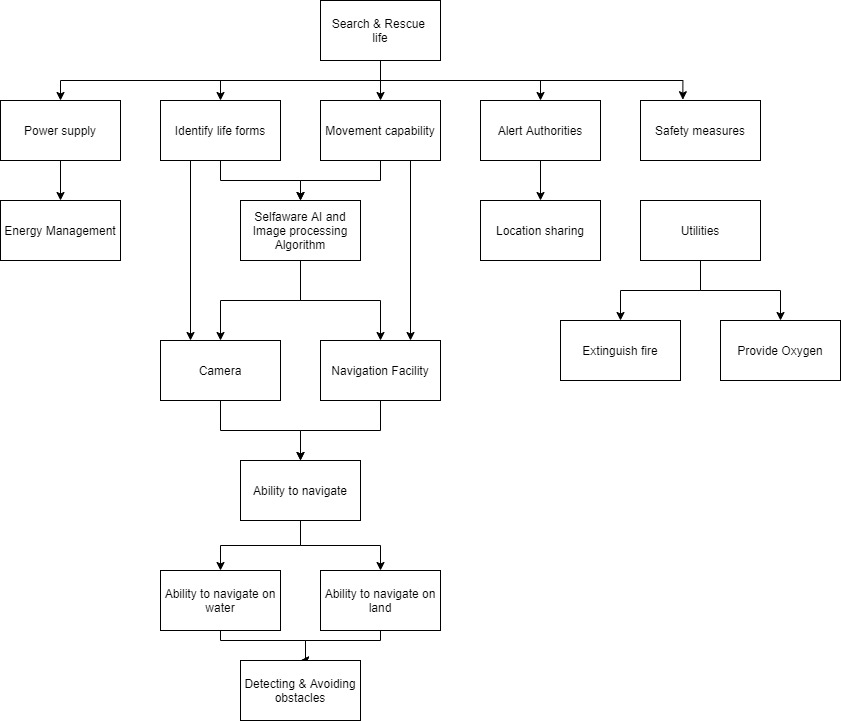 Search & Rescue
life
Power supply
Identify life forms
Movement capability
Alert Authorities
Safety measures
Energy Management
Selfaware AI and
Image processing
Algorithm
Location sharing
Utilities
Camera
Navigation Facility
Extinguish fire
Provide Oxygen
Ability to navigate
Ability to navigate on
water
Ability to navigate on
land
Detecting & Avoiding
obstacles